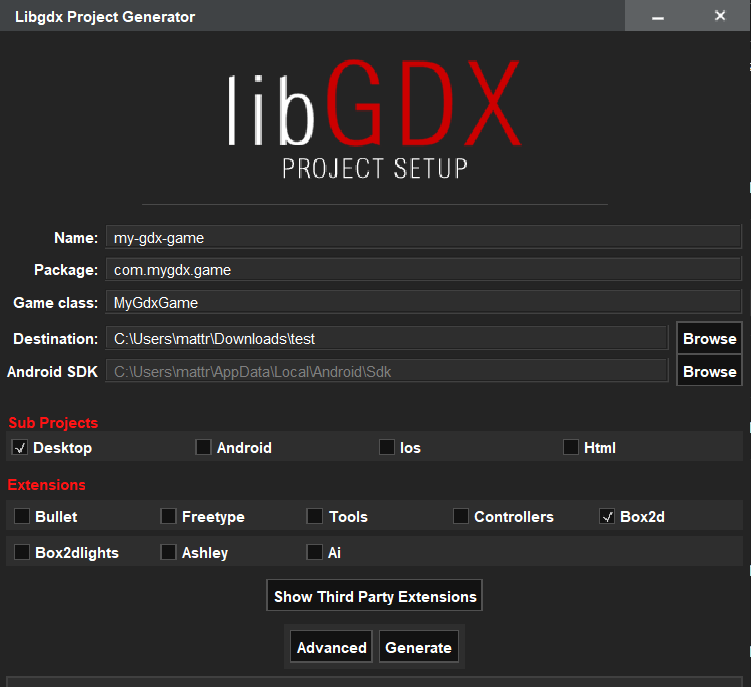 Libgdx Project Generator
libGDX
PROJECT SETUP
Name: my-gdx-game
Package: com.mygdx.game
Game class: MyGdxGame
Destination: C:\Users\mattr\Downloads\test Browse
Android SDK C:\Users\mattr\AppData\Local\Android\Sdk Browse
Sub Projects
Desktop Android Ios Html
Extensions
Bullet Freetype Tools Controllers Box2d
Box2dlights Ashley Ai
Show Third Party Extensions
Advanced Generate